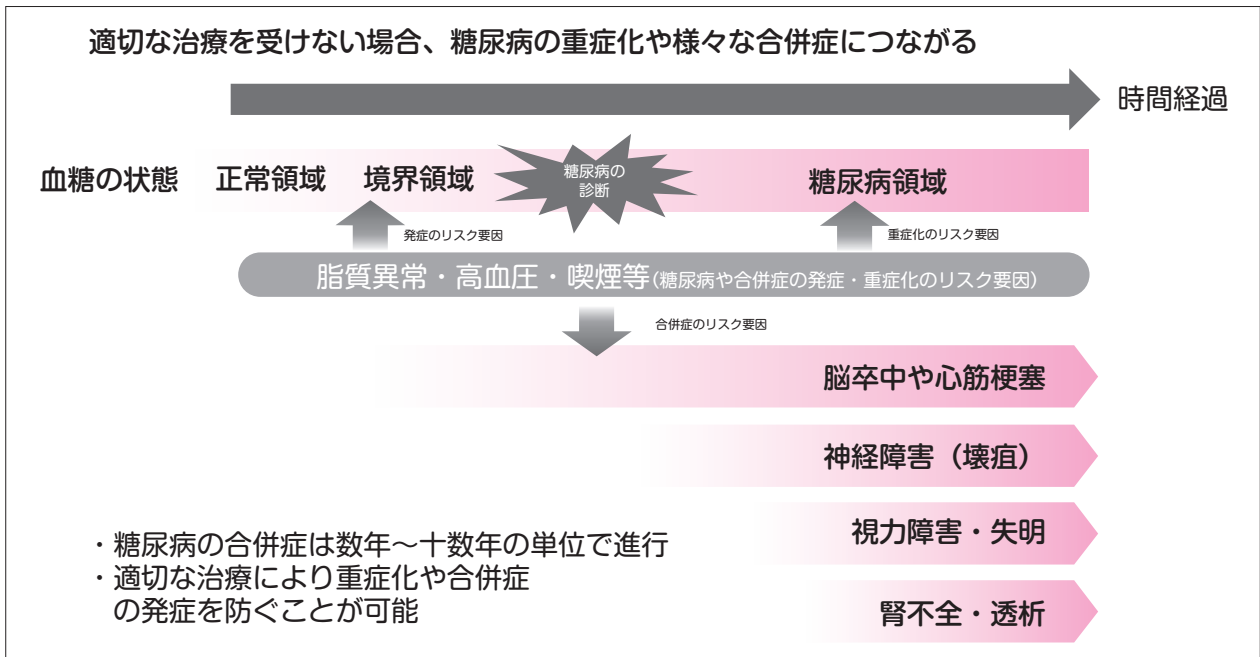 適切な治療を受けない場合、糖尿病の重症化や様々な合併症につながる
時間経過
血糖の状態
正常領域
境界領域
糖尿病の
診断
糖尿病領域
発症のリスク要因
重症化のリスク要因
脂質異常・高血圧・喫煙等(糖尿病や合併症の発症・重症化のリスク要因)
合併症のリスク要因
脳卒中や心筋梗塞
神経障害（壊疽）
視力障害・失明
腎不全・透析
・糖尿病の合併症は数年～十数年の単位で進行
・適切な治療により重症化や合併症
の発症を防ぐことが可能